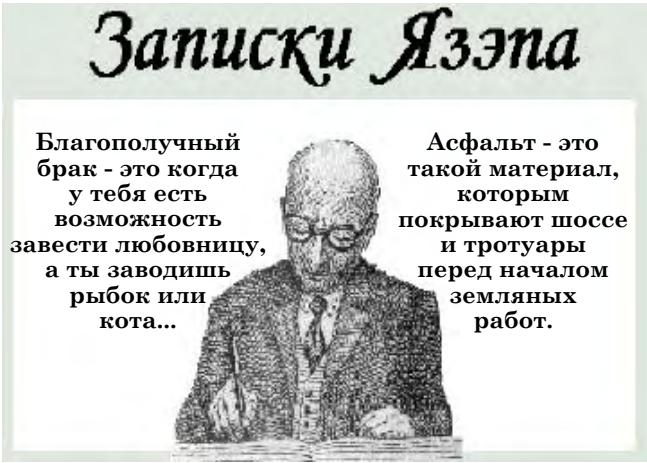 Записки Язэпа
Благополучный
брак - это когда
у тебя есть
возможность
завести любовницу,
а ты заводишь
рыбок или
кота...
Асфальт - это
такой материал,
которым
покрывают шоссе
и тротуары
перед началом
земляных
работ.